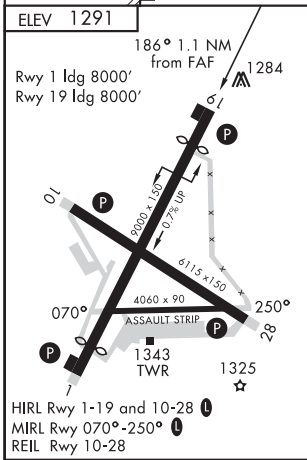 ELEV 1291
186° 1.1 NM
from FAF
1284
Rwy 1 ldg 8000'
Rwy 19 ldg 8000'
19
P
10
P
9000 x 150
0.7% UP
6115 x150
4060 x 90
070°
250°
ASSAULT STRIP
P
28
P
1343
TWR
1325
1
HIRL Rwy 1-19 and 10-28 L
MIRL Rwy 070°-250° L
REIL Rwy 10-28